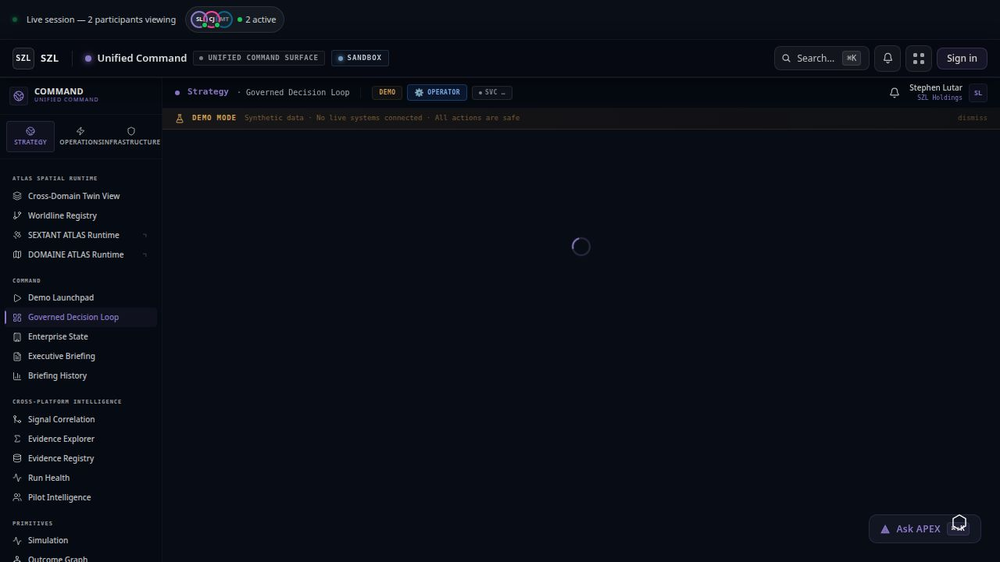 Live session — 2 participants viewing
SL CJ MT 2 active
SZL SZL Unified Command UNIFIED COMMAND SURFACE SANDBOX
Search... ⌘K Sign in
COMMAND
UNIFIED COMMAND
Strategy · Governed Decision Loop DEMO OPERATOR SVC …
Stephen Lutar
SZL Holdings
SL
DEMO MODE Synthetic data · No live systems connected · All actions are safe dismiss
STRATEGY OPERATIONS INFRASTRUCTURE
ATLAS SPATIAL RUNTIME
Cross-Domain Twin View
Worldline Registry
SEXTANT ATLAS Runtime
DOMAINE ATLAS Runtime
COMMAND
Demo Launchpad
Governed Decision Loop
Enterprise State
Executive Briefing
Briefing History
CROSS-PLATFORM INTELLIGENCE
Signal Correlation
Evidence Explorer
Evidence Registry
Run Health
Pilot Intelligence
PRIMITIVES
Simulation
Outcome Graph
Ask APEX